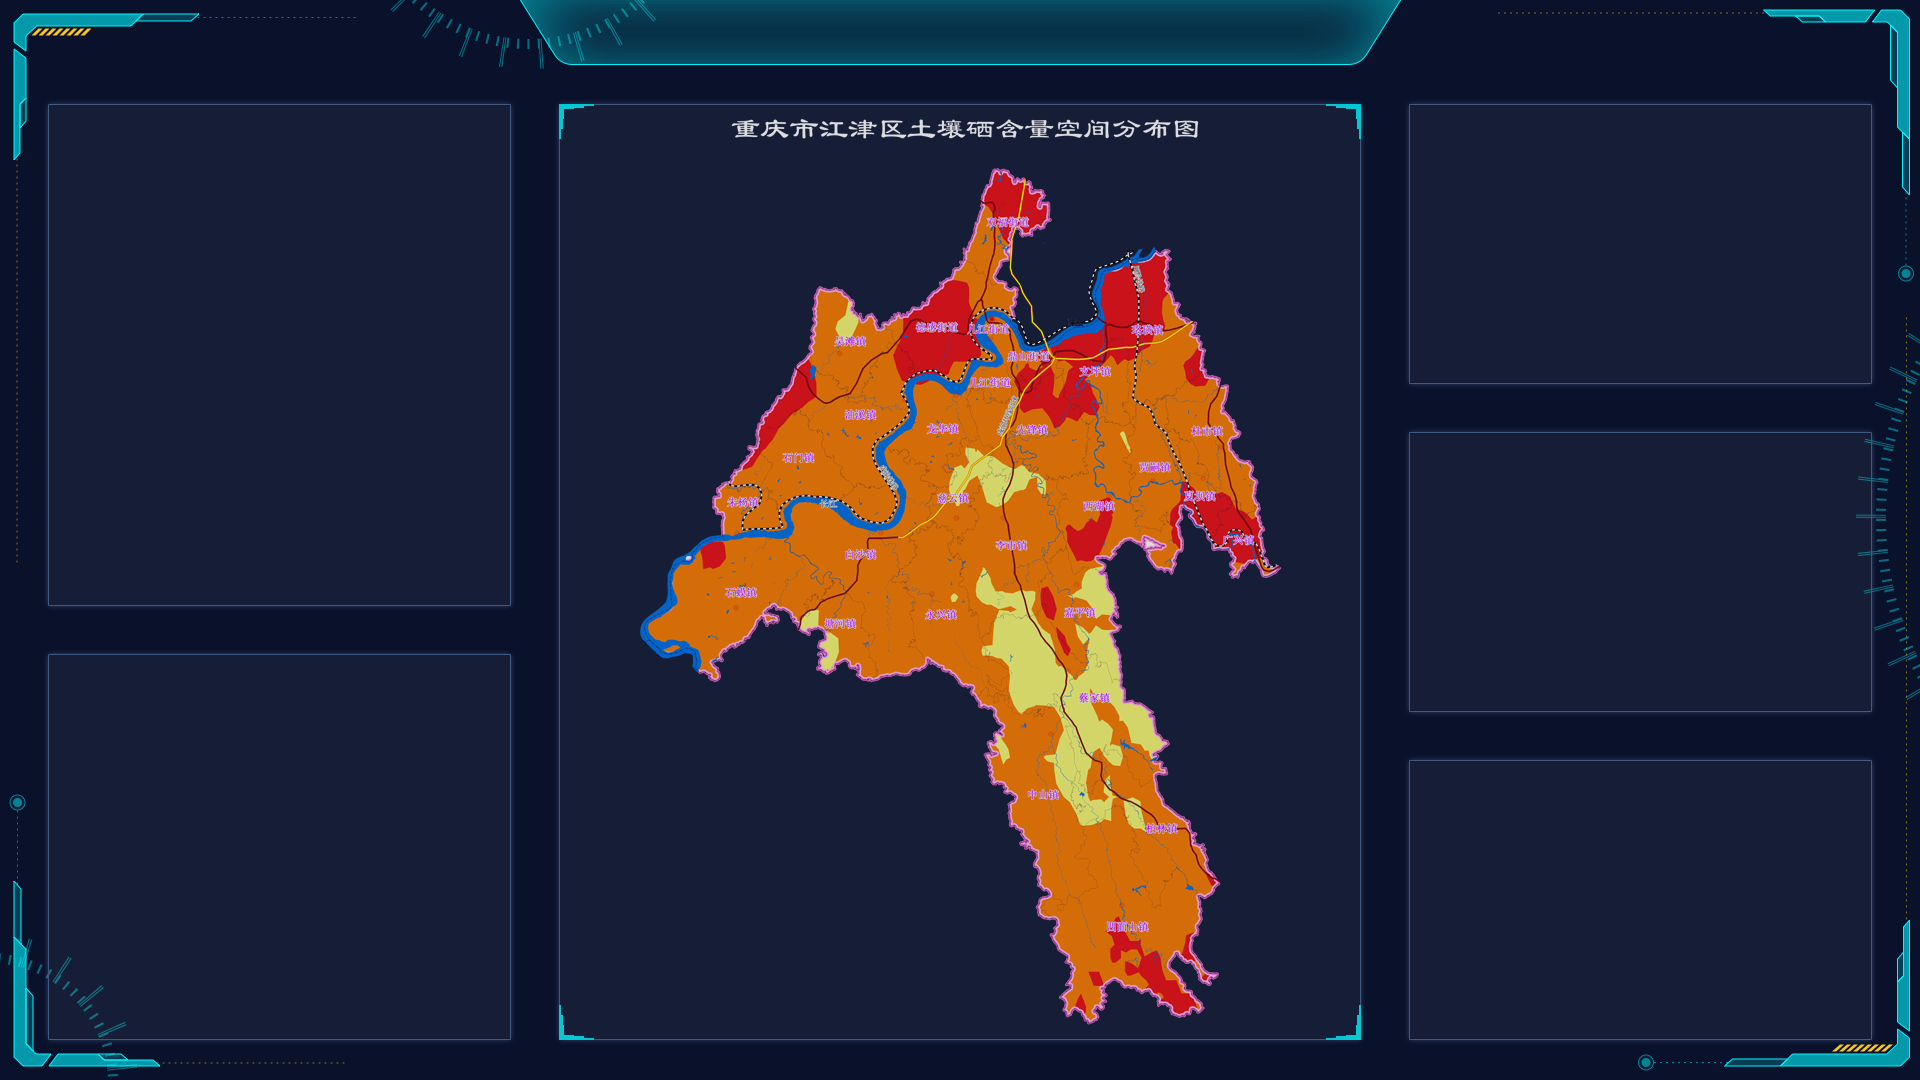 重庆市江津区土壤硒含量空间分布图
双福街道
德感街道
几江街道
珞璜镇
吴滩镇
鼎山街道
文坪镇
几江街道
油溪镇
龙华镇
先锋镇
杜市镇
石门镇
贾嗣镇
慈云镇
夏坝镇
朱杨镇
长江
西湖镇
广兴镇
李市镇
白沙镇
石蟆镇
嘉平镇
永兴镇
塘河镇
蔡家镇
中山镇
柏林镇
四面山镇